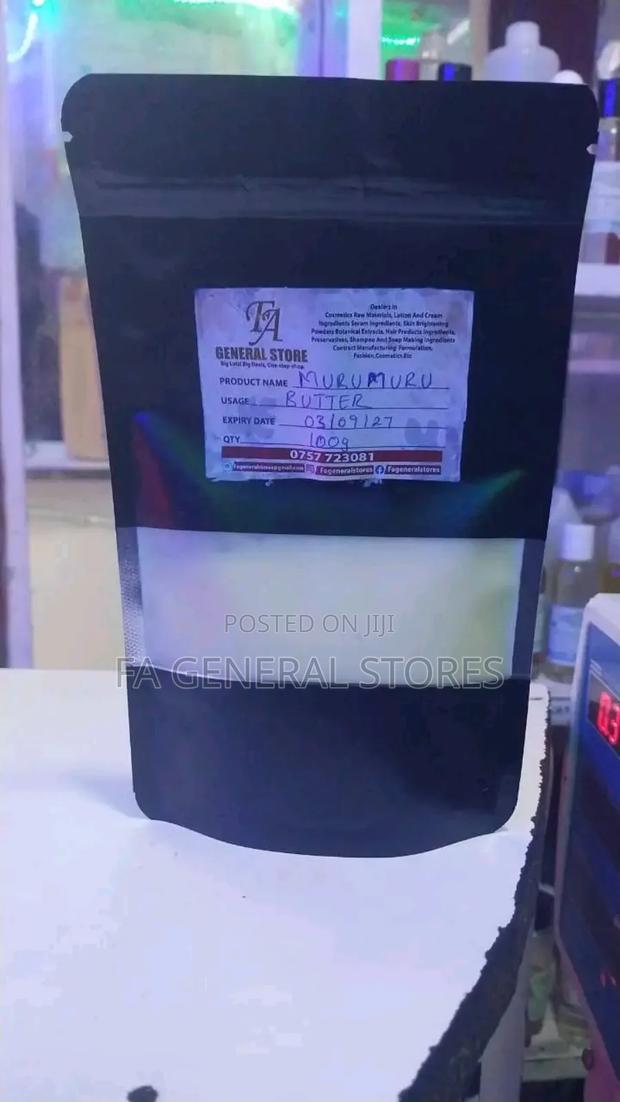 FA
GENERAL STORE
Big Local Big Deals, One stop shop.
Dealers In
Cosmetics Raw Materials, Lotion And Cream
Ingredients Serum Ingredients, Skin Brightening
Powders Botanical Extracts, Hair Products Ingredients,
Preservatives, Shampoo And Soap Making Ingredients
Contract Manufacturing Formulation,
Fashion, Cosmetics.Etc
PRODUCT NAME MURUMURU
USAGE BUTTER
EXPIRY DATE 03/09/27
QTY 100g
0757 723081
Fageneralstores Fageneralstores
POSTED ON JIJI
FA GENERAL STORES